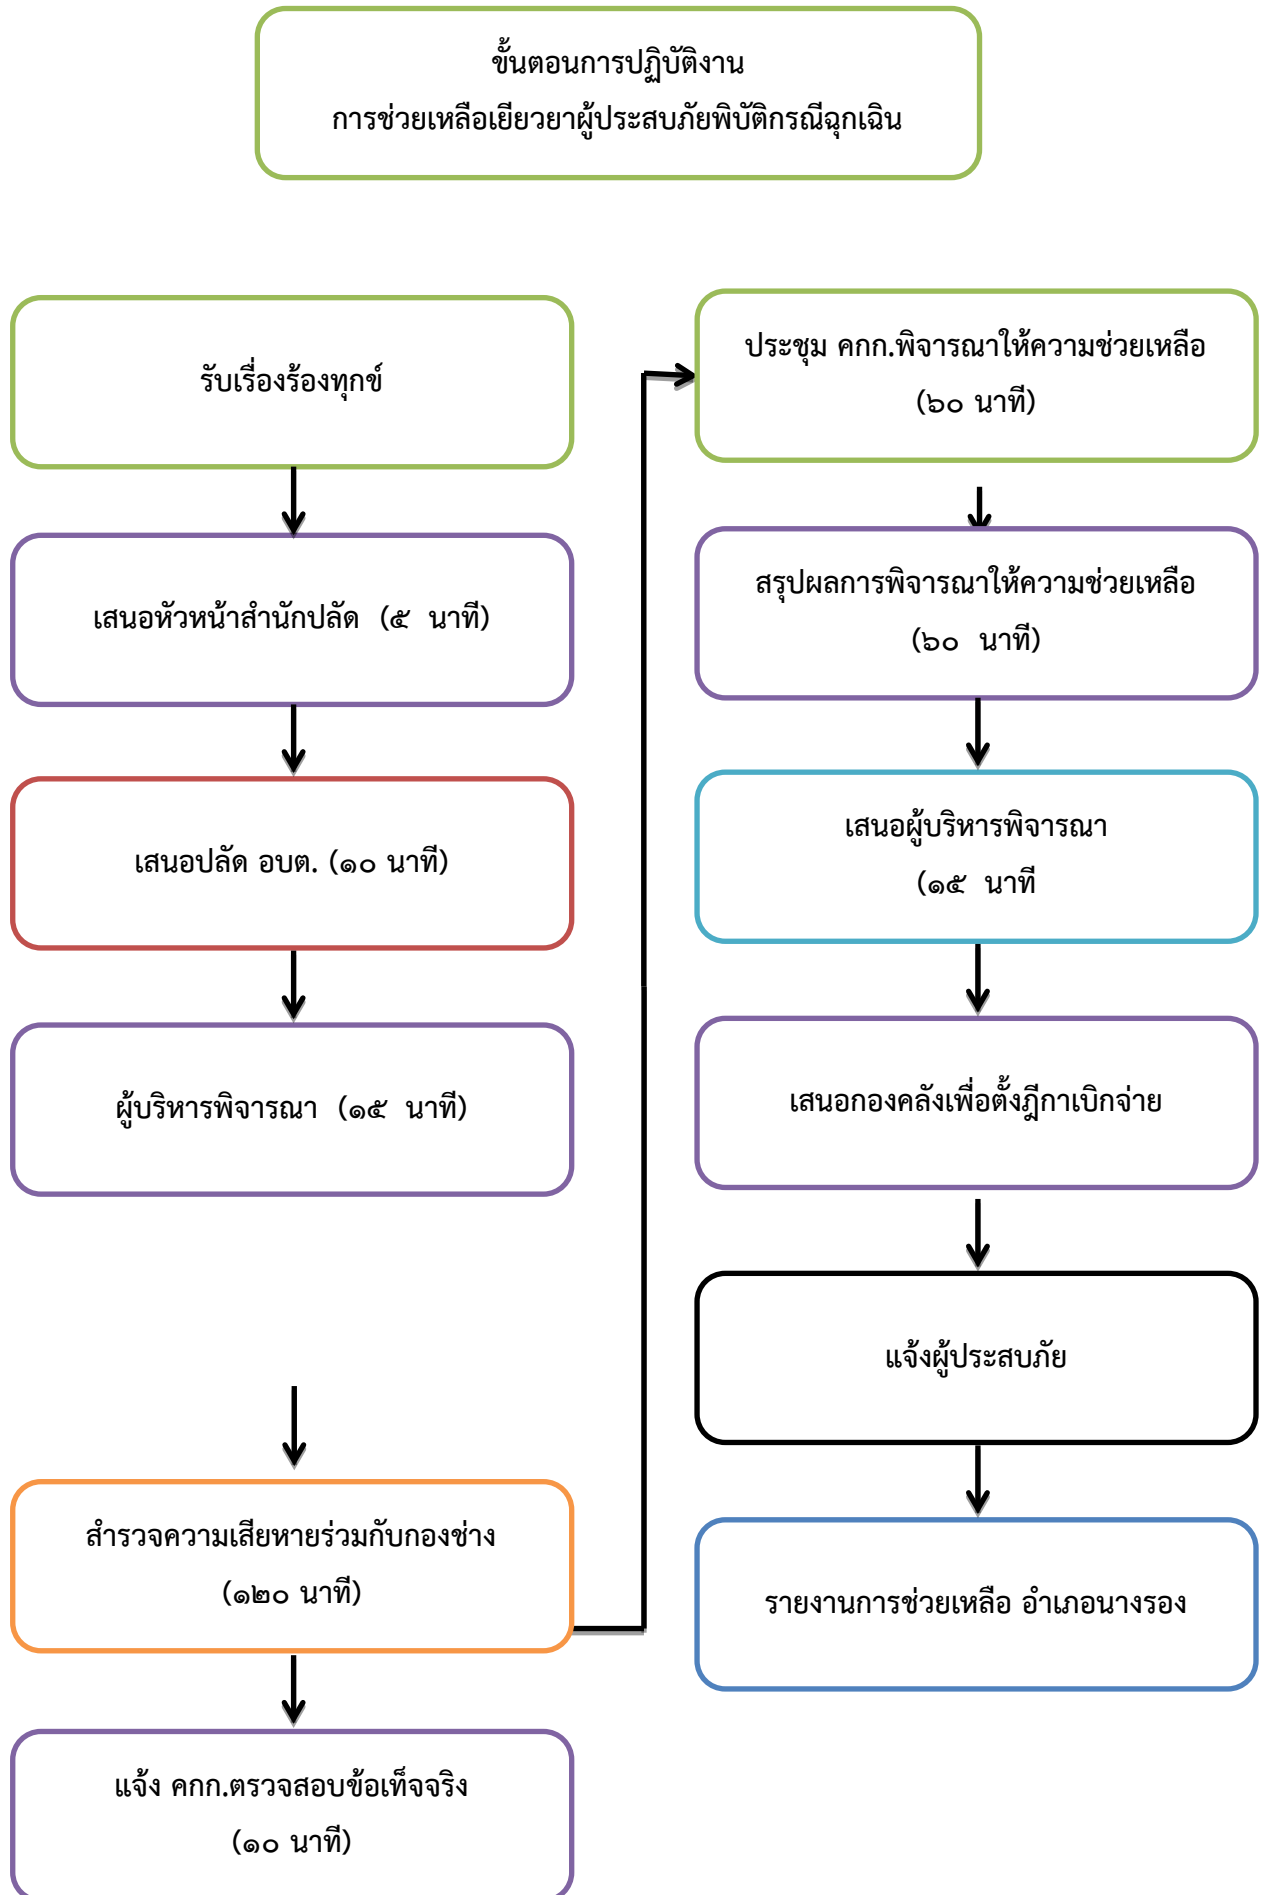 ขั้นตอนการปฏิบัติงาน
การช่วยเหลือเยียวยาผู้ประสบภัยพิบัติกรณีฉุกเฉิน
รับเรื่องร้องทุกข์
เสนอหัวหน้าสำนักปลัด (๕ นาที)
เสนอปลัด อบต. (๑๐ นาที)
ผู้บริหารพิจารณา (๑๕ นาที)
สำรวจความเสียหายร่วมกับกองช่าง
(๑๒๐ นาที)
แจ้ง คกก.ตรวจสอบข้อเท็จจริง
(๑๐ นาที)
ประชุม คกก.พิจารณาให้ความช่วยเหลือ
(๖๐ นาที)
สรุปผลการพิจารณาให้ความช่วยเหลือ
(๖๐ นาที)
เสนอผู้บริหารพิจารณา
(๑๕ นาที
เสนอกองคลังเพื่อตั้งฎีกาเบิกจ่าย
แจ้งผู้ประสบภัย
รายงานการช่วยเหลือ อำเภอนางรอง